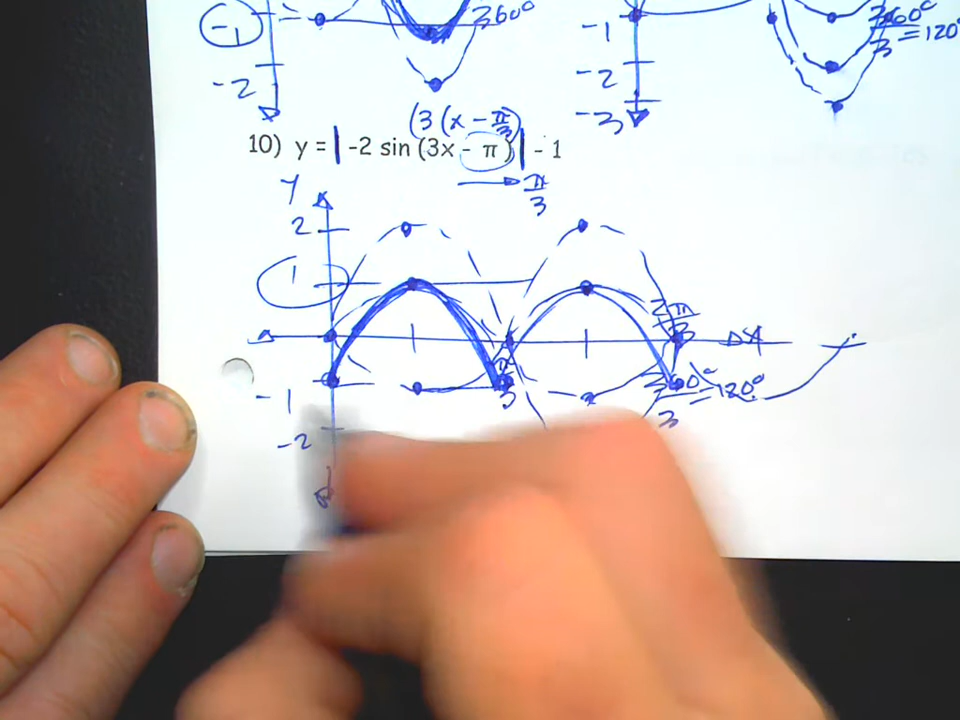 -1 360°
-2
-1 360°/3 = 120°
-2
-3
(3(x - π/3)
10) y = | -2 sin (3x - π) | - 1
π/3
y
2
1
2π/3
-1 π/3 360°/3 = 120°
-2